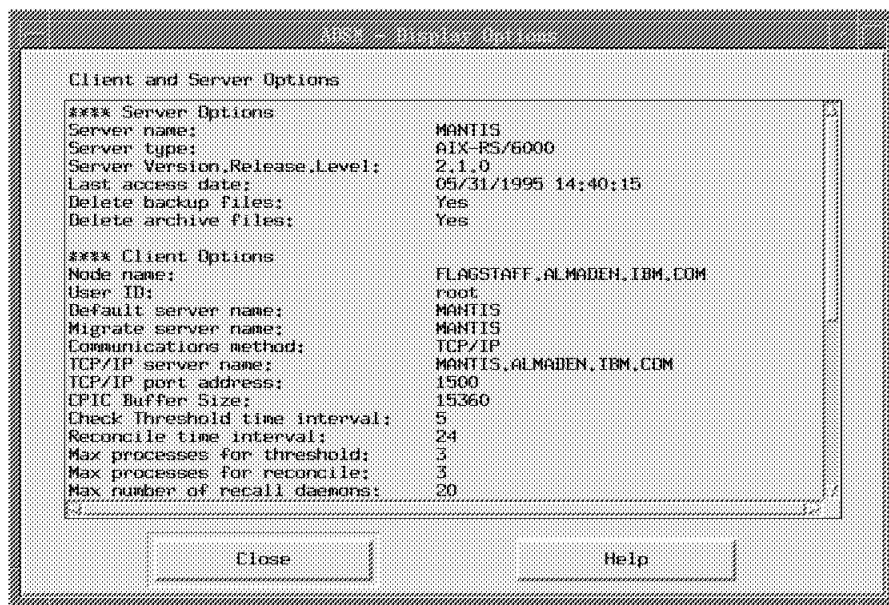 ADSM - Display Options
Client and Server Options
**** Server Options
Server name: MANTIS
Server type: AIX-RS/6000
Server Version.Release.Level: 2.1.0
Last access date: 05/31/1995 14:40:15
Delete backup files: Yes
Delete archive files: Yes
**** Client Options
Node name: FLAGSTAFF.ALMADEN.IBM.COM
User ID: root
Default server name: MANTIS
Migrate server name: MANTIS
Communications method: TCP/IP
TCP/IP server name: MANTIS.ALMADEN.IBM.COM
TCP/IP port address: 1500
CPIC Buffer Size: 15360
Check Threshold time interval: 5
Reconcile time interval: 24
Max processes for threshold: 3
Max processes for reconcile: 3
Max number of recall daemons: 20
Close Help